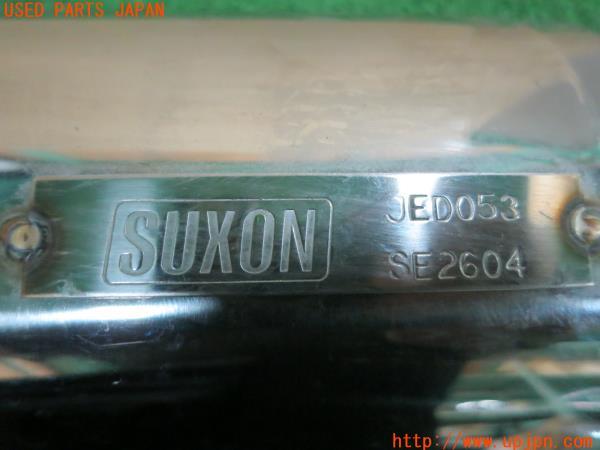 USED PARTS JAPAN
SUXON
JED053
SE2604
http://www.upjpn.com